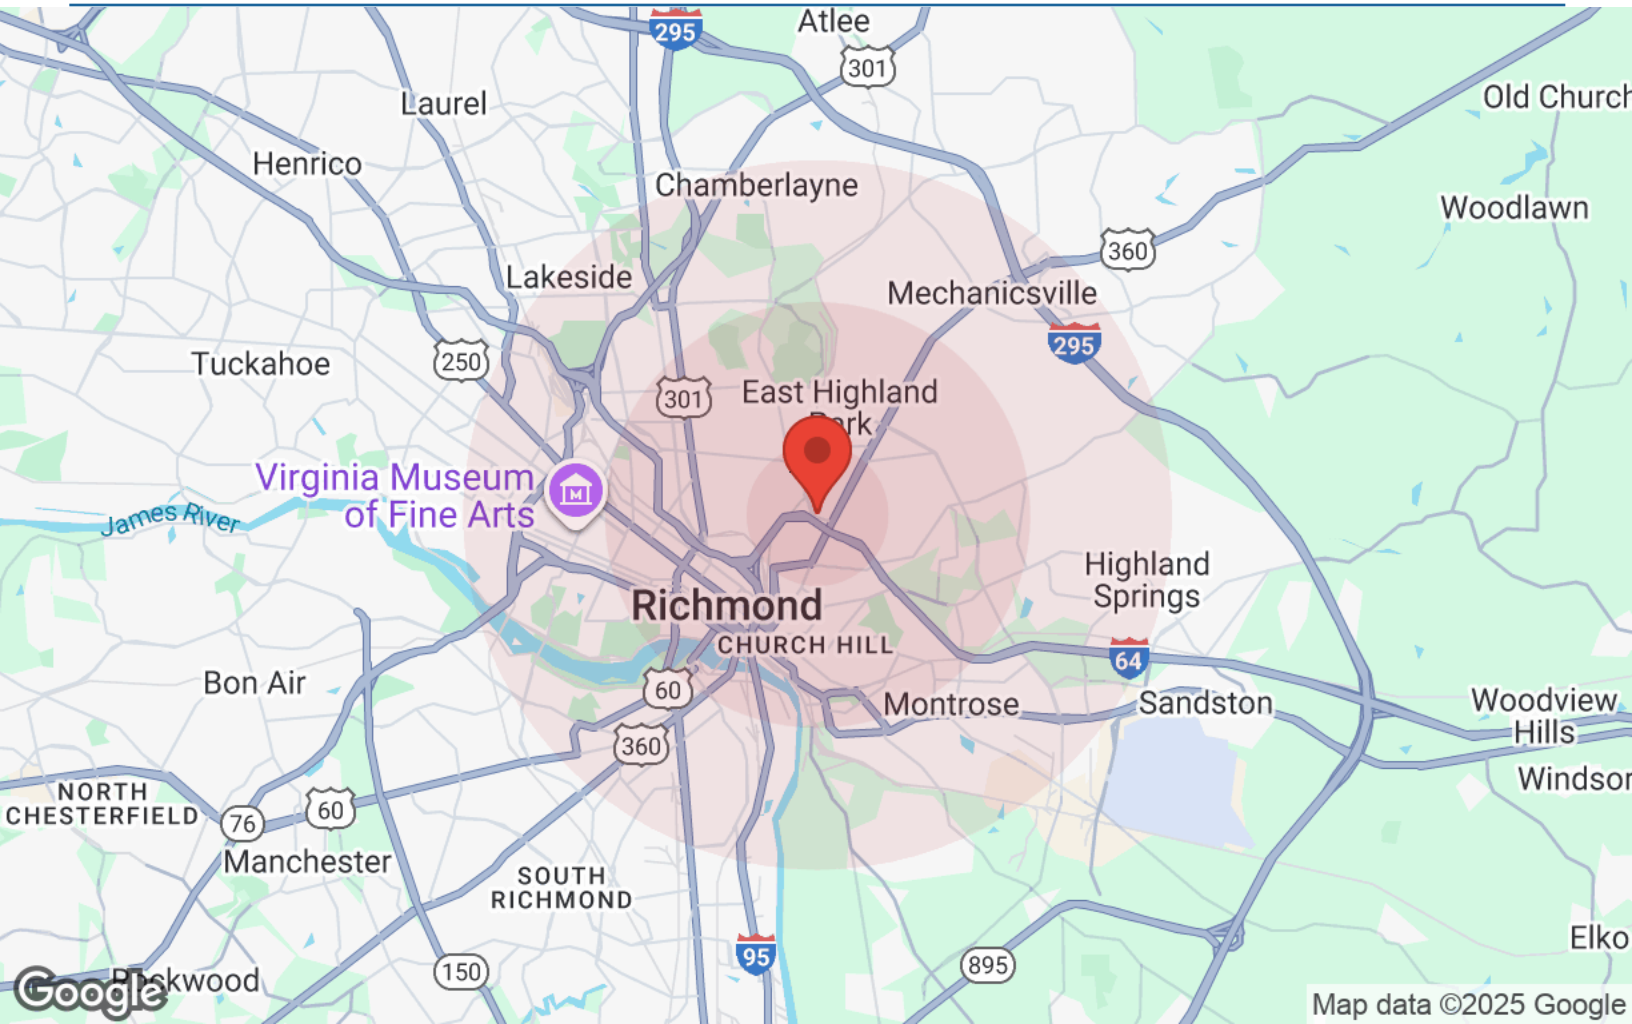 Atlee
295
301
Laurel
Old Church
Henrico
Chamberlayne
Woodlawn
360
Lakeside
Mechanicsville
295
Tuckahoe
250
301
East Highland
Park
Virginia Museum
of Fine Arts
James River
M
Highland
Springs
Richmond
CHURCH HILL
64
Bon Air
60
Montrose
Sandston
Woodview
Hills
360
Windsor
NORTH
CHESTERFIELD
60
76
Manchester
SOUTH
RICHMOND
Elko
95
895
150
Rockwood
Google
Map data ©2025 Google